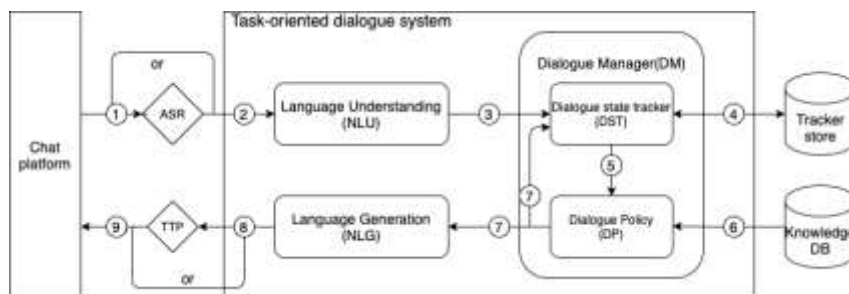 Task-oriented dialogue system
or
Dialogue Manager(DM)
Chat
platform
1
ASR
2
Language Understanding
(NLU)
3
Dialogue state tracker
(DST)
4
Tracker
store
5
7
9
TTP
8
Language Generation
(NLG)
7
Dialogue Policy
(DP)
6
Knowledge
DB
or